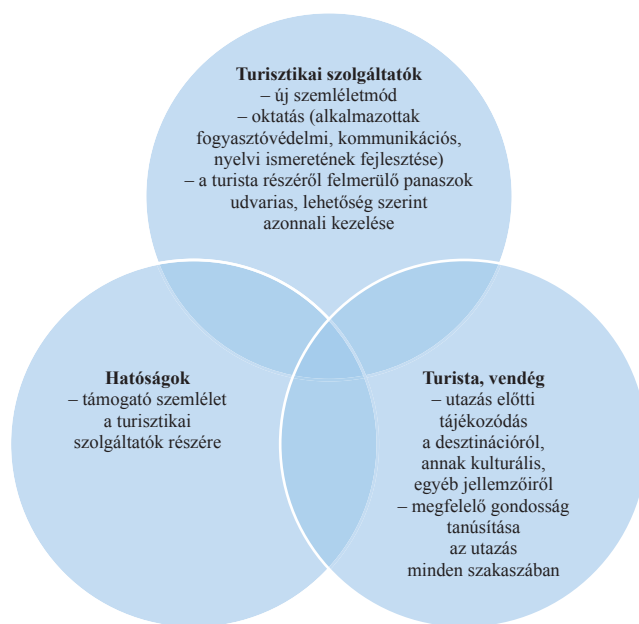 Turisztikai szolgáltatók
– új szemléletmód
– oktatás (alkalmazottak
fogyasztóvédelmi, kommunikációs,
nyelvi ismeretének fejlesztése)
– a turista részéről felmerülő panaszok
udvarias, lehetőség szerint
azonnali kezelése
Hatóságok
– támogató szemlélet
a turisztikai
szolgáltatók részére
Turista, vendég
– utazás előtti
tájékozódás
a desztinációról,
annak kulturális,
egyéb jellemzőiről
– megfelelő gondosság
tanúsítása
az utazás
minden szakaszában